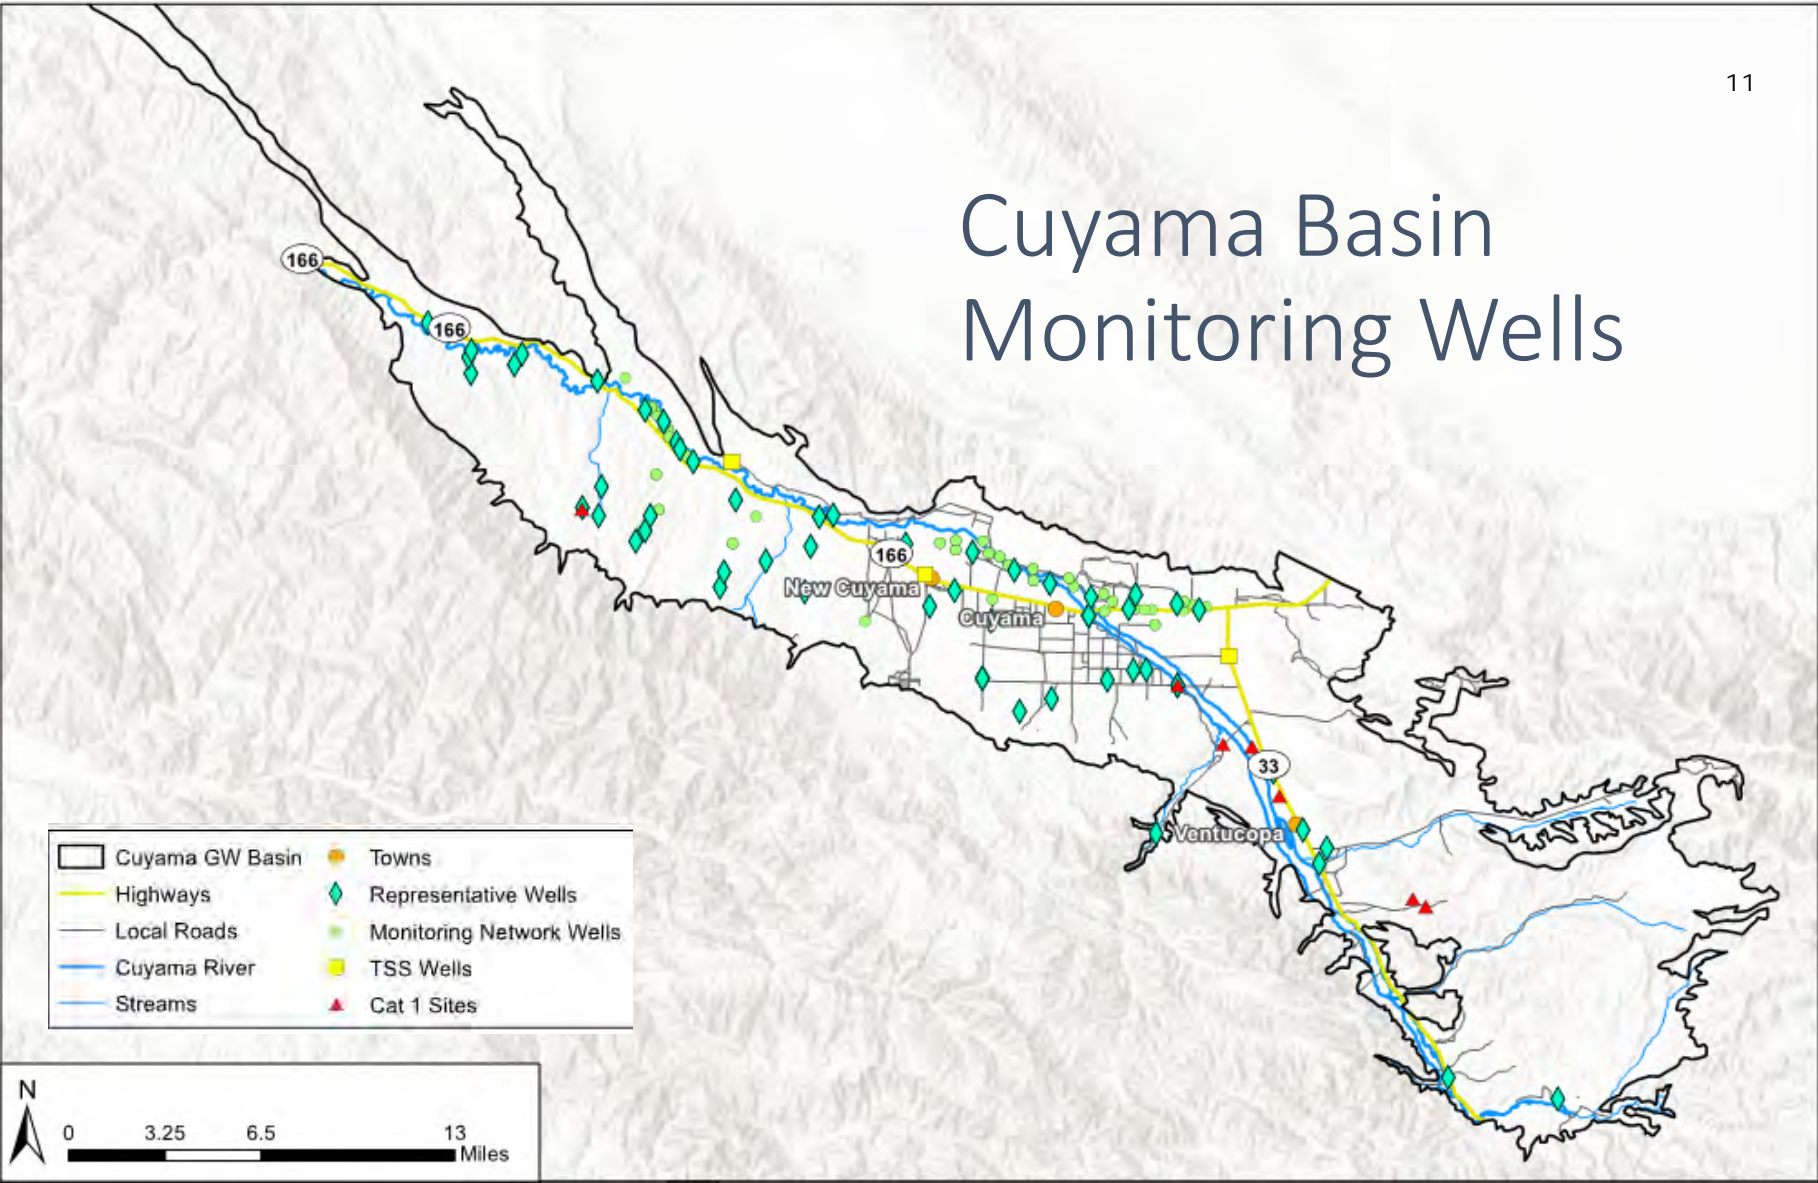 11
Cuyama Basin
Monitoring Wells
166
166
166
New Cuyama
Cuyama
33
Ventucopa
Cuyama GW Basin
Highways
Local Roads
Cuyama River
Streams
Towns
Representative Wells
Monitoring Network Wells
TSS Wells
Cat 1 Sites
N
0 3.25 6.5 13
Miles